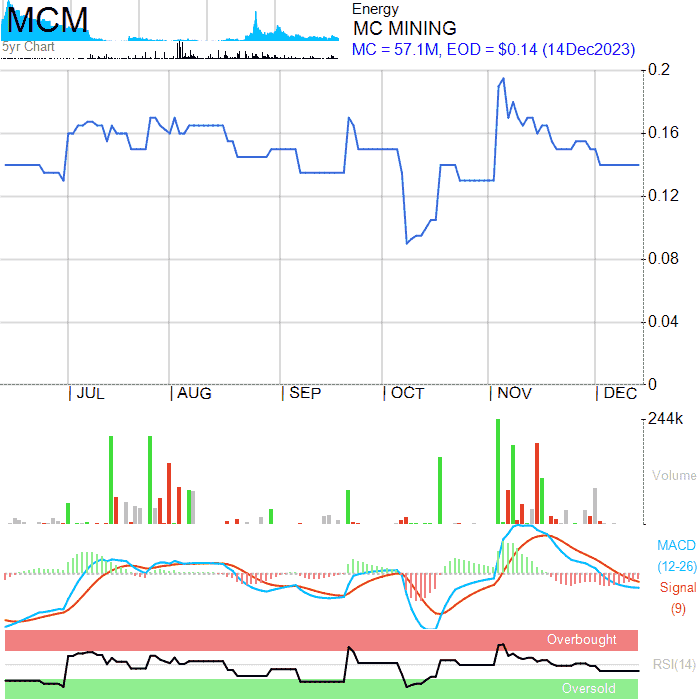 MCM
5yr Chart
Energy
MC MINING
MC = 57.1M, EOD = $0.14 (14Dec2023)
0.2
0.16
0.12
0.08
0.04
0
| JUL | AUG | SEP | OCT | NOV | DEC
244k
Volume
MACD
(12-26)
Signal
(9)
Overbought
RSI(14)
Oversold